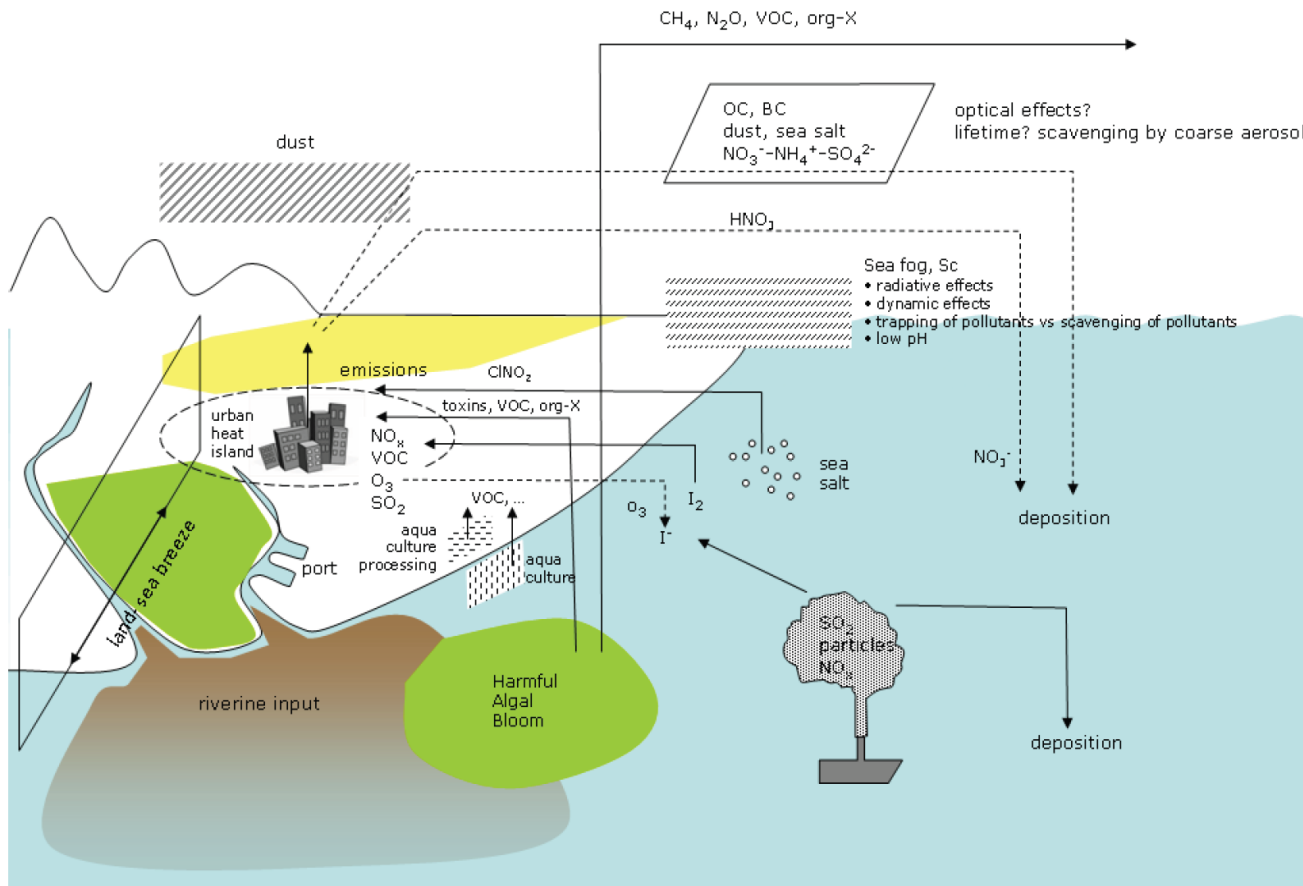 CH₄, N₂O, VOC, org-X
OC, BC
dust, sea salt
NO₃⁻–NH₄⁺–SO₄²⁻
optical effects?
lifetime? scavenging by coarse aerosol
dust
HNO₃
Sea fog, Sc
• radiative effects
• dynamic effects
• trapping of pollutants vs scavenging of pollutants
• low pH
emissions
ClNO₂
toxins, VOC, org-X
urban
heat
island
NOₓ
VOC
O₃
SO₂
sea
salt
NO₃⁻
deposition
VOC, ...
O₃
I₂
I⁻
aqua
culture
processing
aqua
culture
port
land-sea breeze
SO₂
particles
NOₓ
riverine input
Harmful
Algal
Bloom
deposition